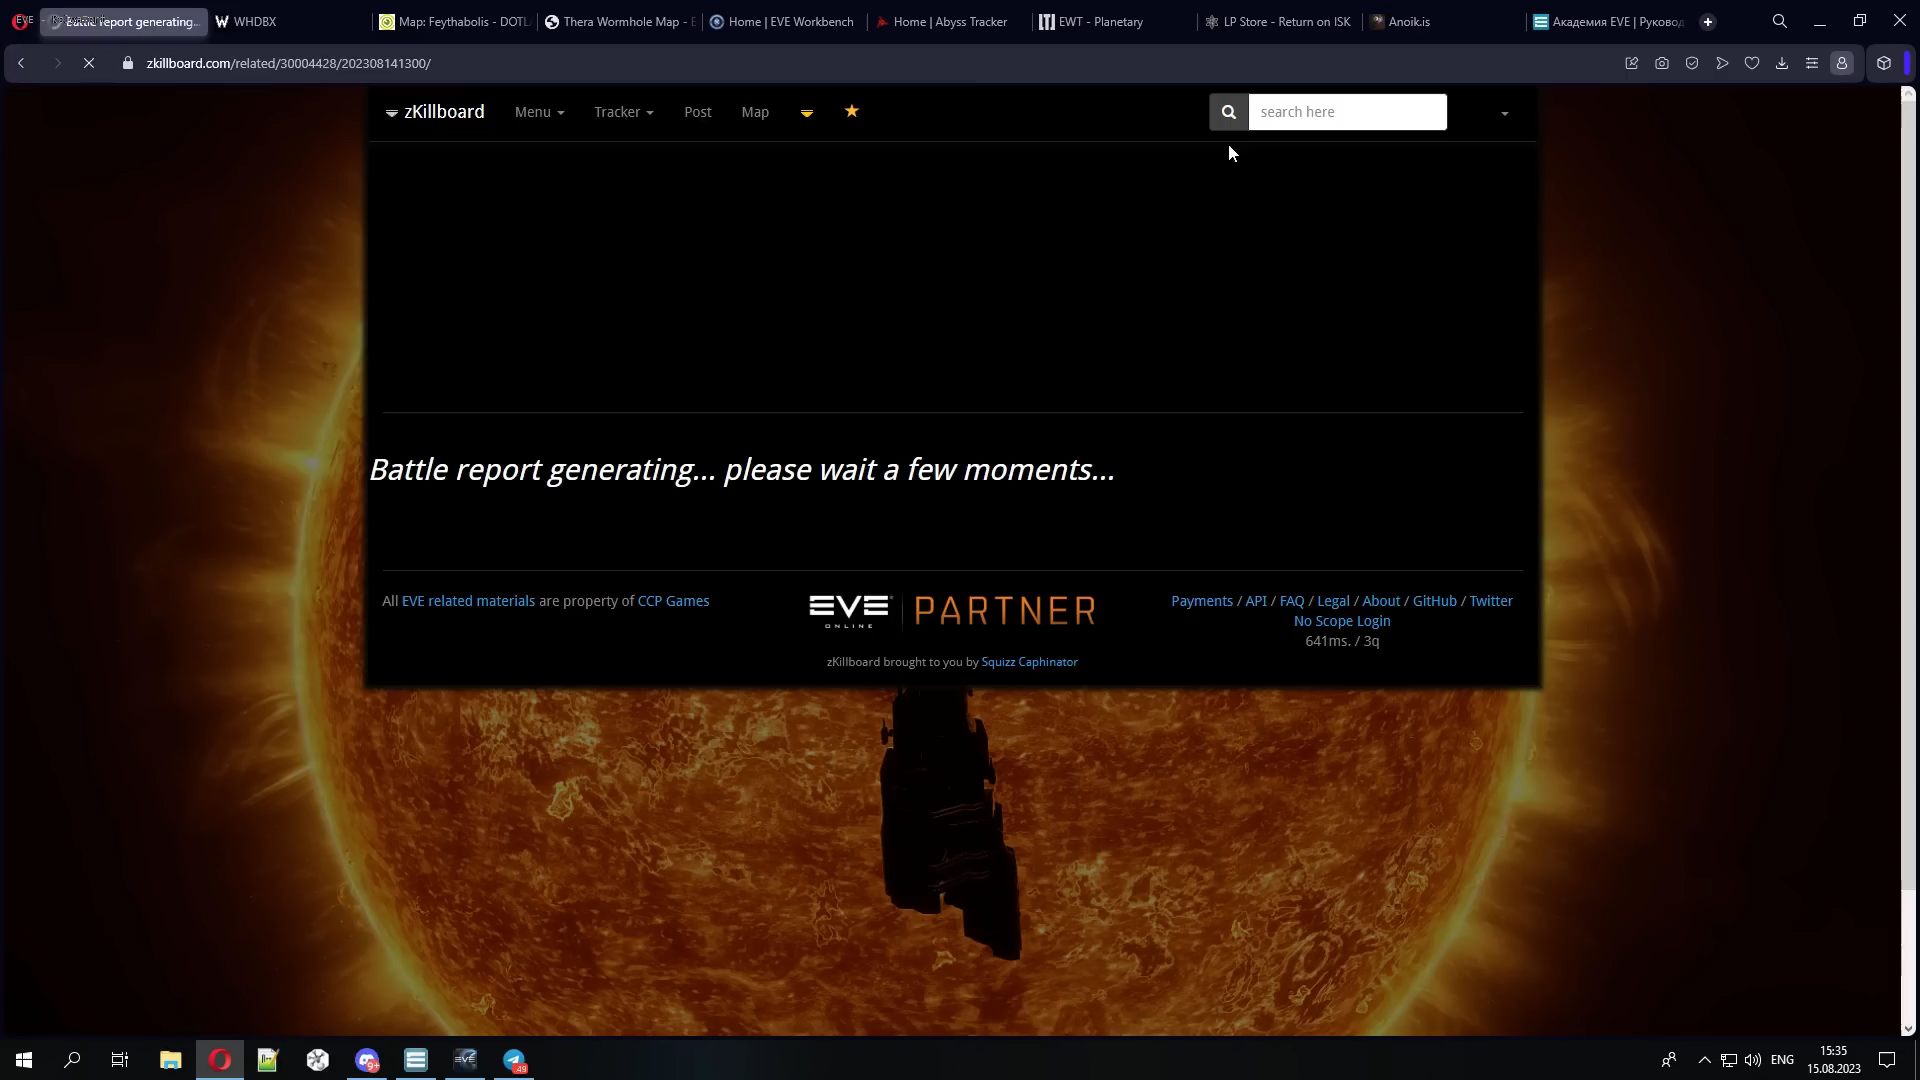 Battle report generating...
WHDBX
Map: Feythabolis - DOTL
Thera Wormhole Map - E
Home | EVE Workbench
Home | Abyss Tracker
EWT - Planetary
LP Store - Return on ISK
Anoik.is
Академия EVE | Руковод
zkillboard.com/related/30004428/202308141300/
zKillboard
Menu
Tracker
Post
Map
search here
Battle report generating... please wait a few moments...
All EVE related materials are property of CCP Games
EVE ONLINE PARTNER
Payments / API / FAQ / Legal / About / GitHub / Twitter
No Scope Login
641ms. / 3q
zKillboard brought to you by Squizz Caphinator
9+
EVE
49
ENG
15:35
15.08.2023